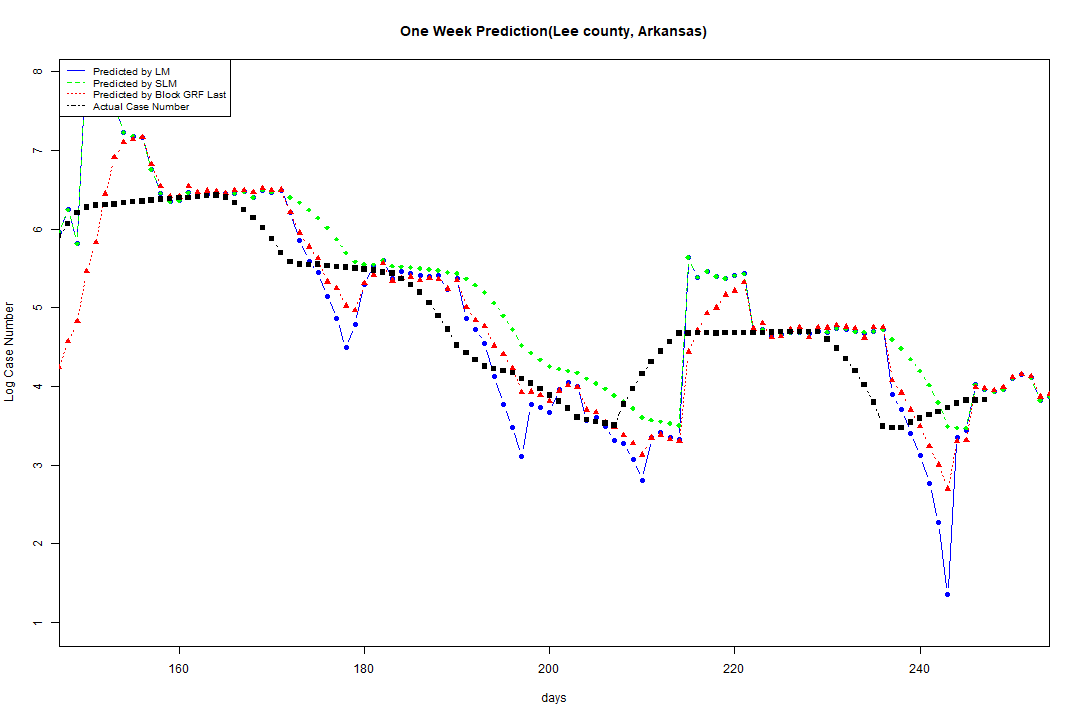 One Week Prediction(Lee county, Arkansas)
Predicted by LM
Predicted by SLM
Predicted by Block GRF Last
Actual Case Number
8
7
6
5
4
3
2
1
Log Case Number
160 180 200 220 240
days